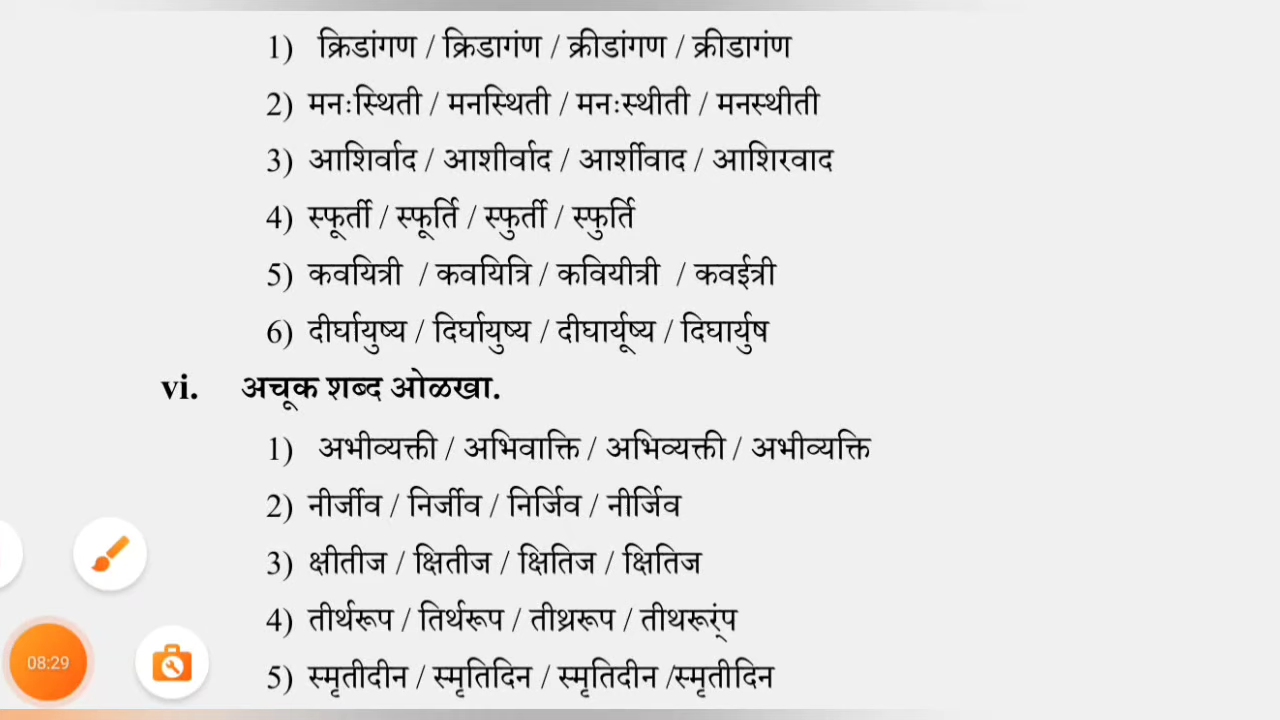 1) क्रिडांगण / क्रिडागंण / क्रीडांगण / क्रीडागंण
2) मनःस्थिती / मनस्थिती / मनःस्थीती / मनस्थीती
3) आशिर्वाद / आशीर्वाद / आर्शीवाद / आशिरवाद
4) स्फूर्ती / स्फूर्ति / स्फुर्ती / स्फुर्ति
5) कवयित्री / कवयित्रि / कवियीत्री / कवईत्री
6) दीर्घायुष्य / दिर्घायुष्य / दीघार्यूष्य / दिघार्युष
vi. अचूक शब्द ओळखा.
1) अभीव्यक्ती / अभिवाक्ति / अभिव्यक्ती / अभीव्यक्ति
2) नीर्जीव / निर्जीव / निर्जिव / नीर्जिव
3) क्षीतीज / क्षितीज / क्षितिज / क्षितिज
4) तीर्थरूप / तिर्थरूप / तीथ्ररूप /
5) स्मृतीदीन / स्मृतिदिन / स्मृतिदीन /स्मृतीदिन
08:29